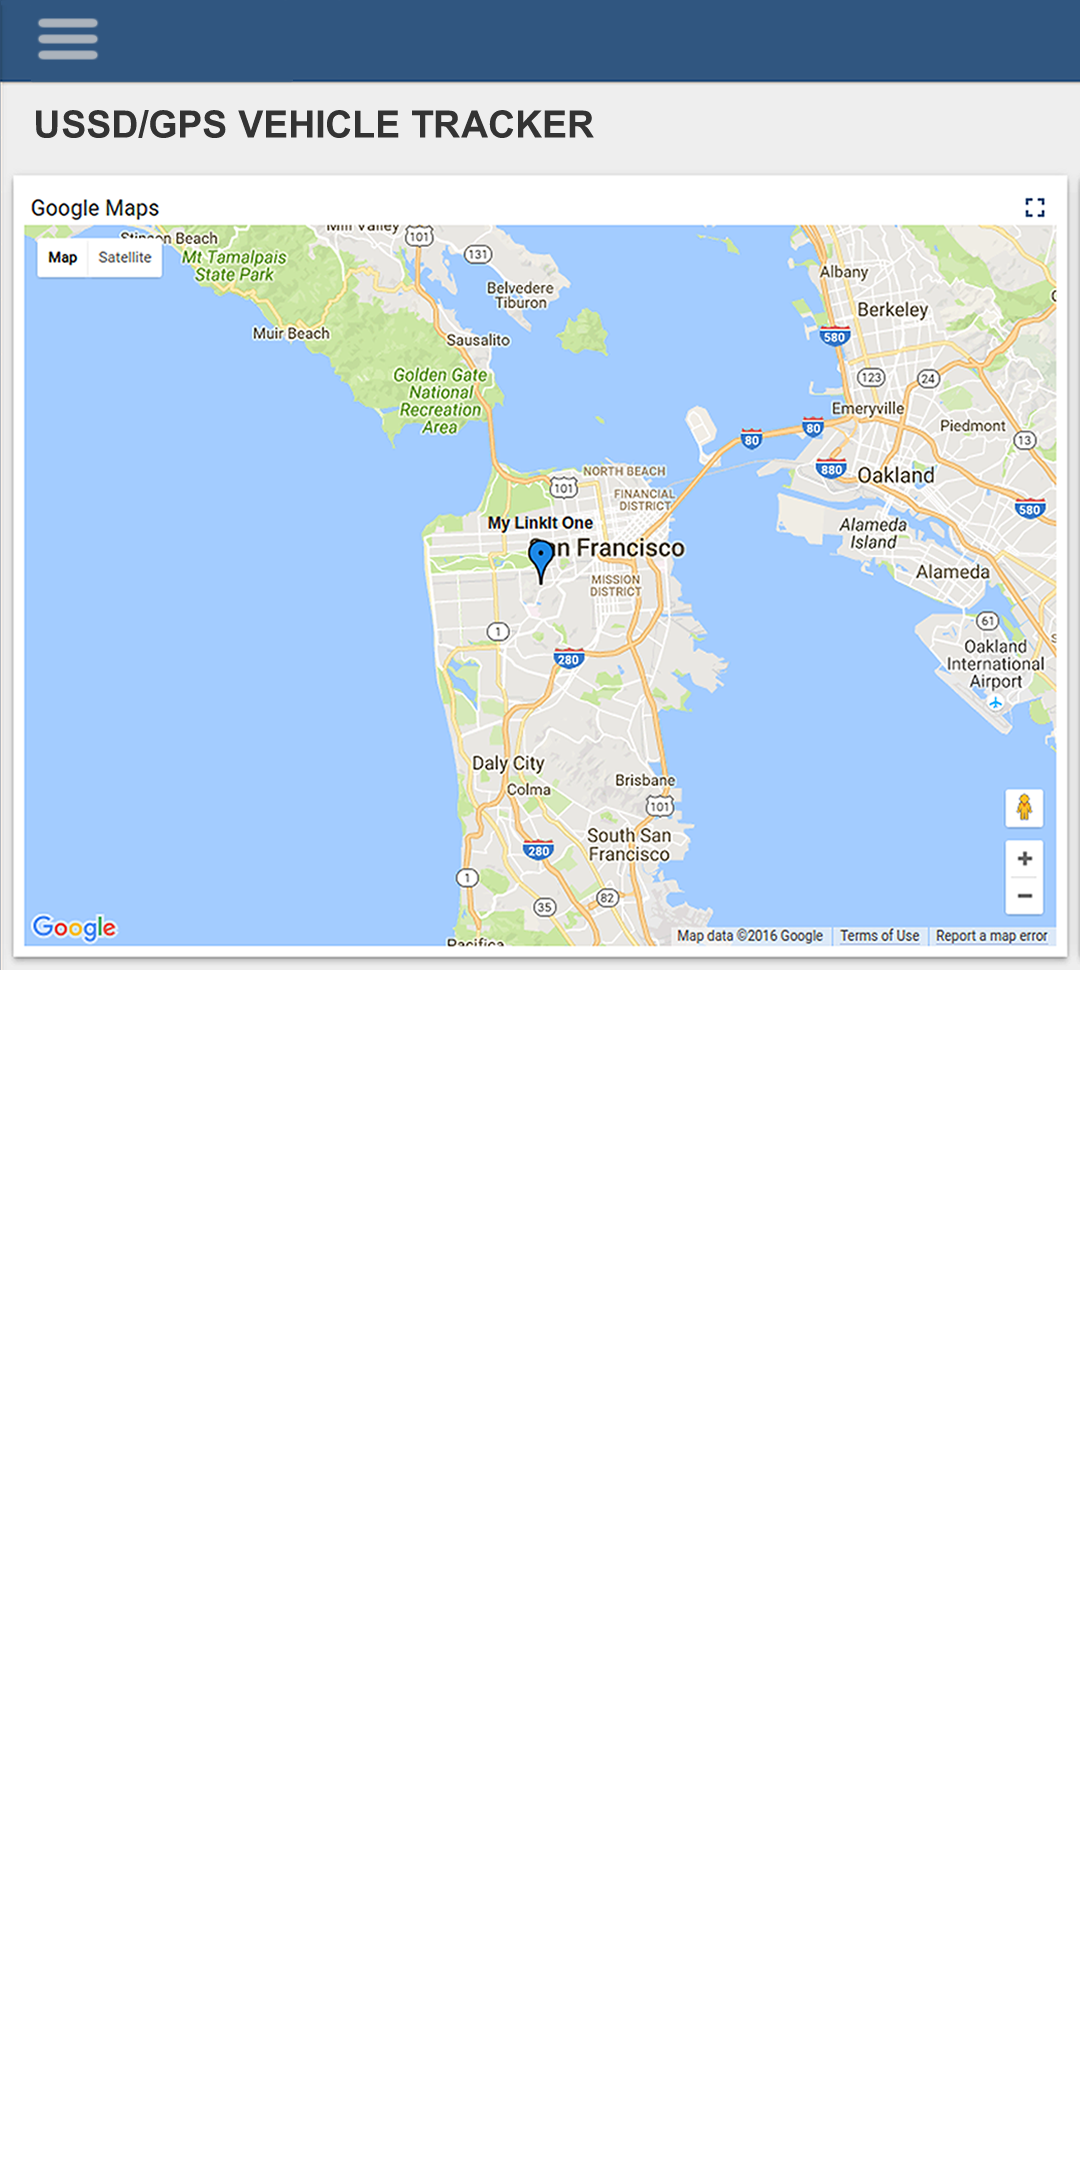 USSD/GPS VEHICLE TRACKER
Google Maps
Map Satellite
Stinson Beach
Mt Tamalpais
State Park
Mill Valley
101
131
Belvedere
Tiburon
Muir Beach
Sausalito
Golden Gate
National
Recreation
Area
Albany
Berkeley
580
123
24
Emeryville
Piedmont
80
80
13
880
Oakland
580
NORTH BEACH
101
FINANCIAL
DISTRICT
My LinkIt One
San Francisco
MISSION
DISTRICT
Alameda
Island
Alameda
1
280
61
Oakland
International
Airport
Daly City
Colma
Brisbane
101
South San
Francisco
280
1
35
82
Pacifica
Google
Map data ©2016 Google Terms of Use Report a map error